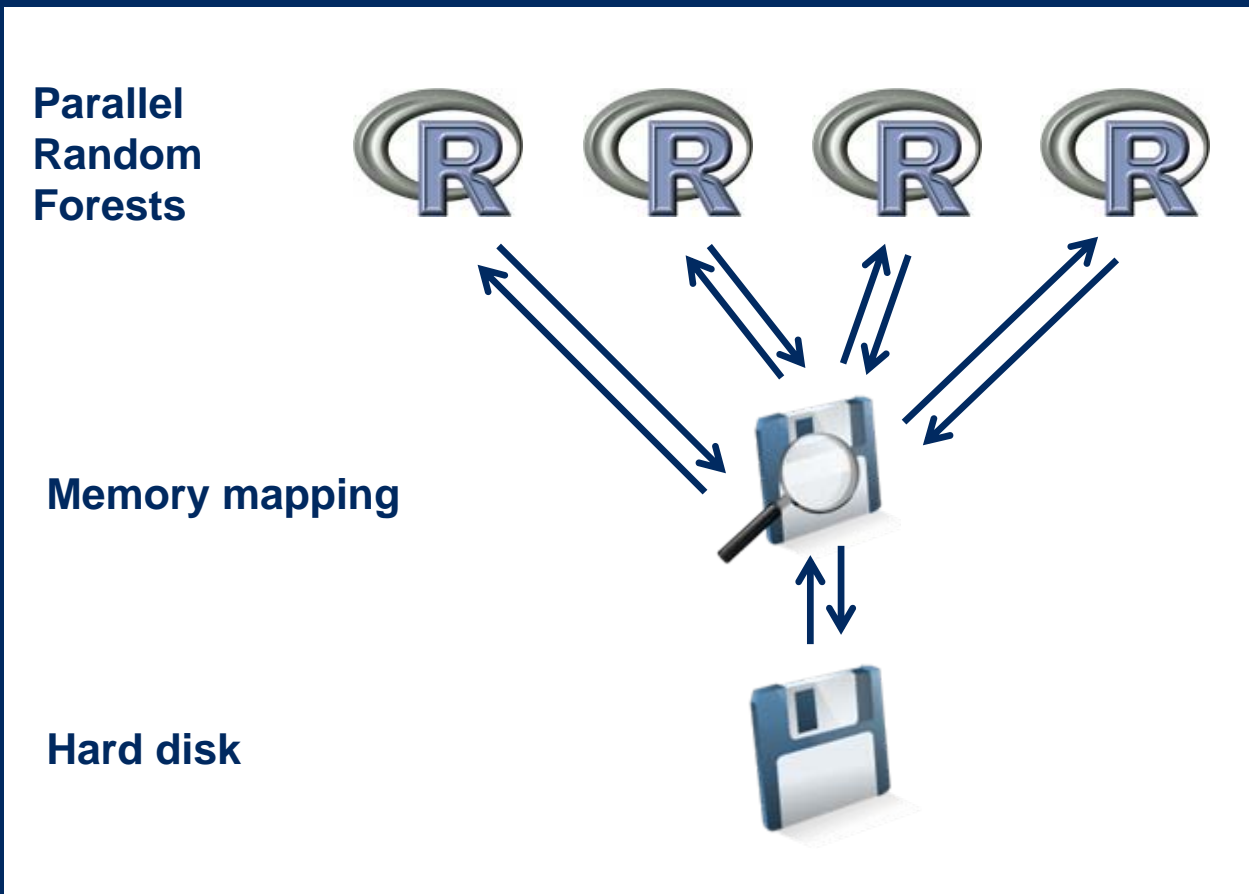 Parallel
Random
Forests
R R R R
Memory mapping
Hard disk